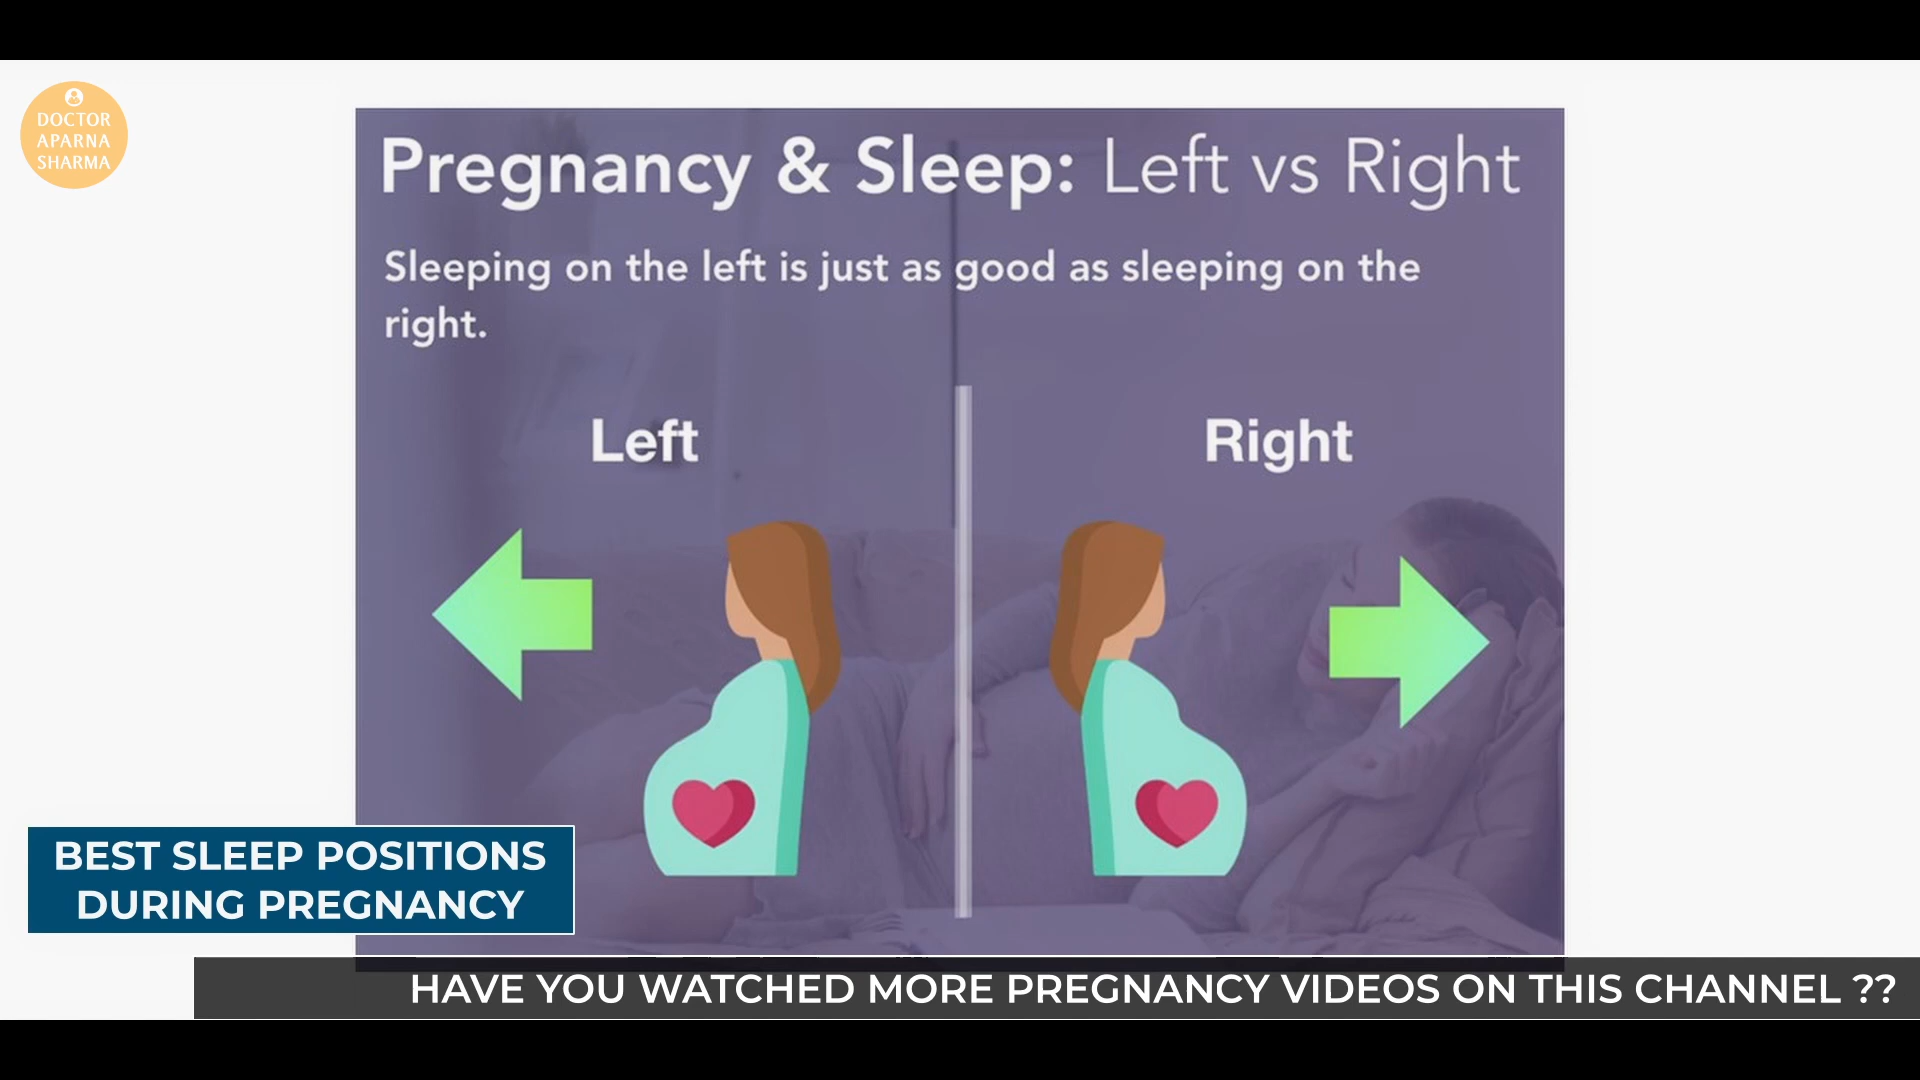 DOCTOR
APARNA
SHARMA
Pregnancy & Sleep: Left vs Right
Sleeping on the left is just as good as sleeping on the
right.
Left
Right
BEST SLEEP POSITIONS
DURING PREGNANCY
HAVE YOU WATCHED MORE PREGNANCY VIDEOS ON THIS CHANNEL ??